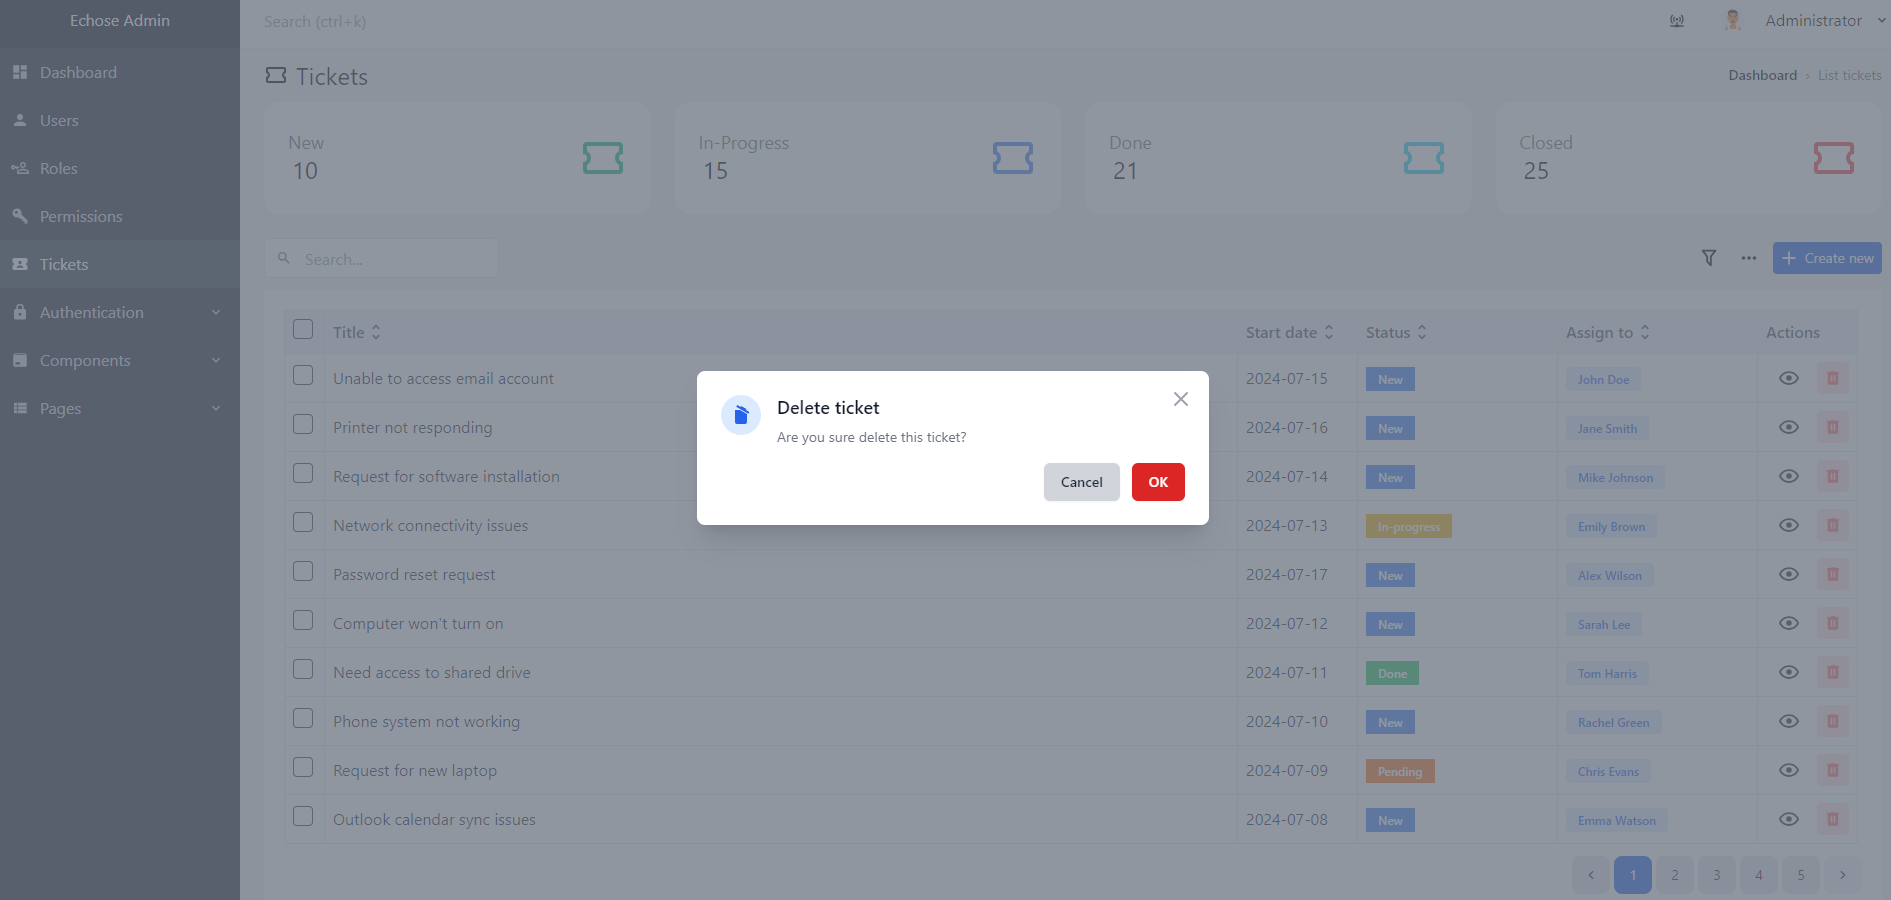 Echose Admin
Search (ctrl+k)
Administrator
Dashboard
Users
Roles
Permissions
Tickets
Authentication
Components
Pages
Tickets
Dashboard › List tickets
New
10
In-Progress
15
Done
21
Closed
25
Search...
Create new
Title Start date Status Assign to Actions
Unable to access email account 2024-07-15 New John Doe
Printer not responding 2024-07-16 New Jane Smith
Request for software installation 2024-07-14 New Mike Johnson
Network connectivity issues 2024-07-13 In-progress Emily Brown
Password reset request 2024-07-17 New Alex Wilson
Computer won't turn on 2024-07-12 New Sarah Lee
Need access to shared drive 2024-07-11 Done Tom Harris
Phone system not working 2024-07-10 New Rachel Green
Request for new laptop 2024-07-09 Pending Chris Evans
Outlook calendar sync issues 2024-07-08 New Emma Watson
Delete ticket
Are you sure delete this ticket?
Cancel OK
1 2 3 4 5